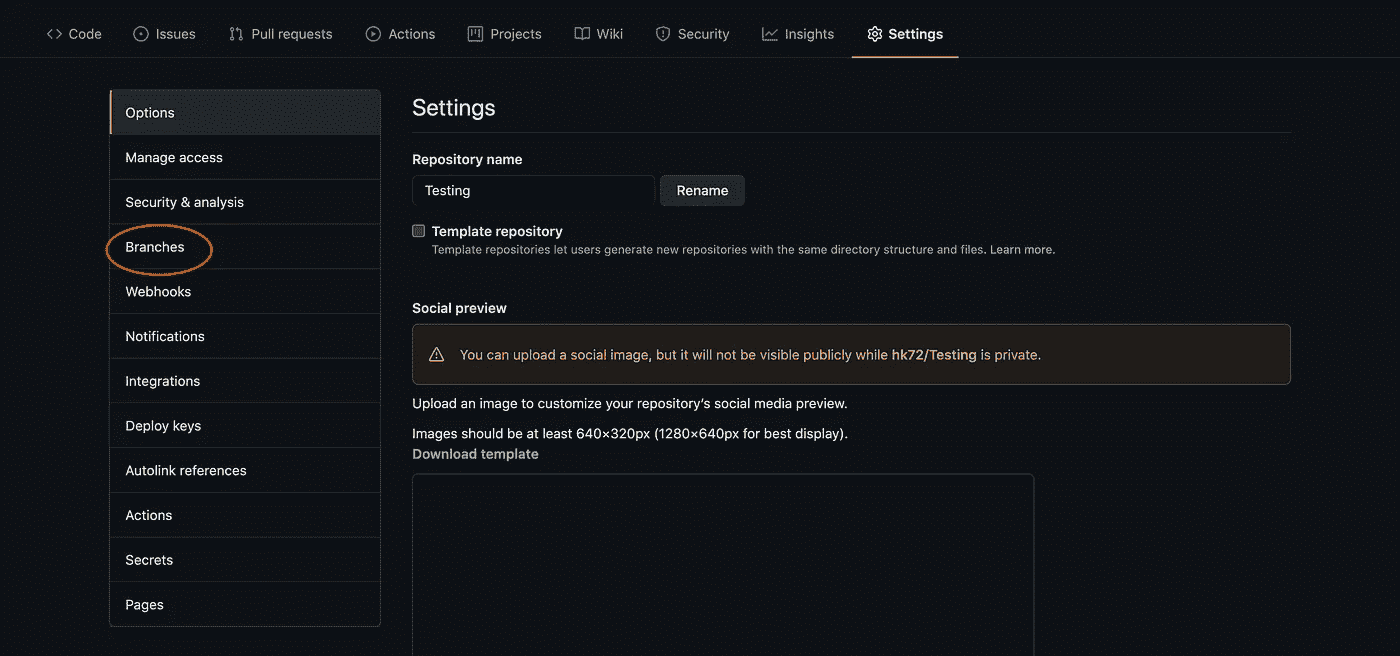 Code Issues Pull requests Actions Projects Wiki Security Insights Settings
Options
Manage access
Security & analysis
Branches
Webhooks
Notifications
Integrations
Deploy keys
Autolink references
Actions
Secrets
Pages
Settings
Repository name
Testing Rename
Template repository
Template repositories let users generate new repositories with the same directory structure and files. Learn more.
Social preview
You can upload a social image, but it will not be visible publicly while hk72/Testing is private.
Upload an image to customize your repository’s social media preview.
Images should be at least 640×320px (1280×640px for best display).
Download template